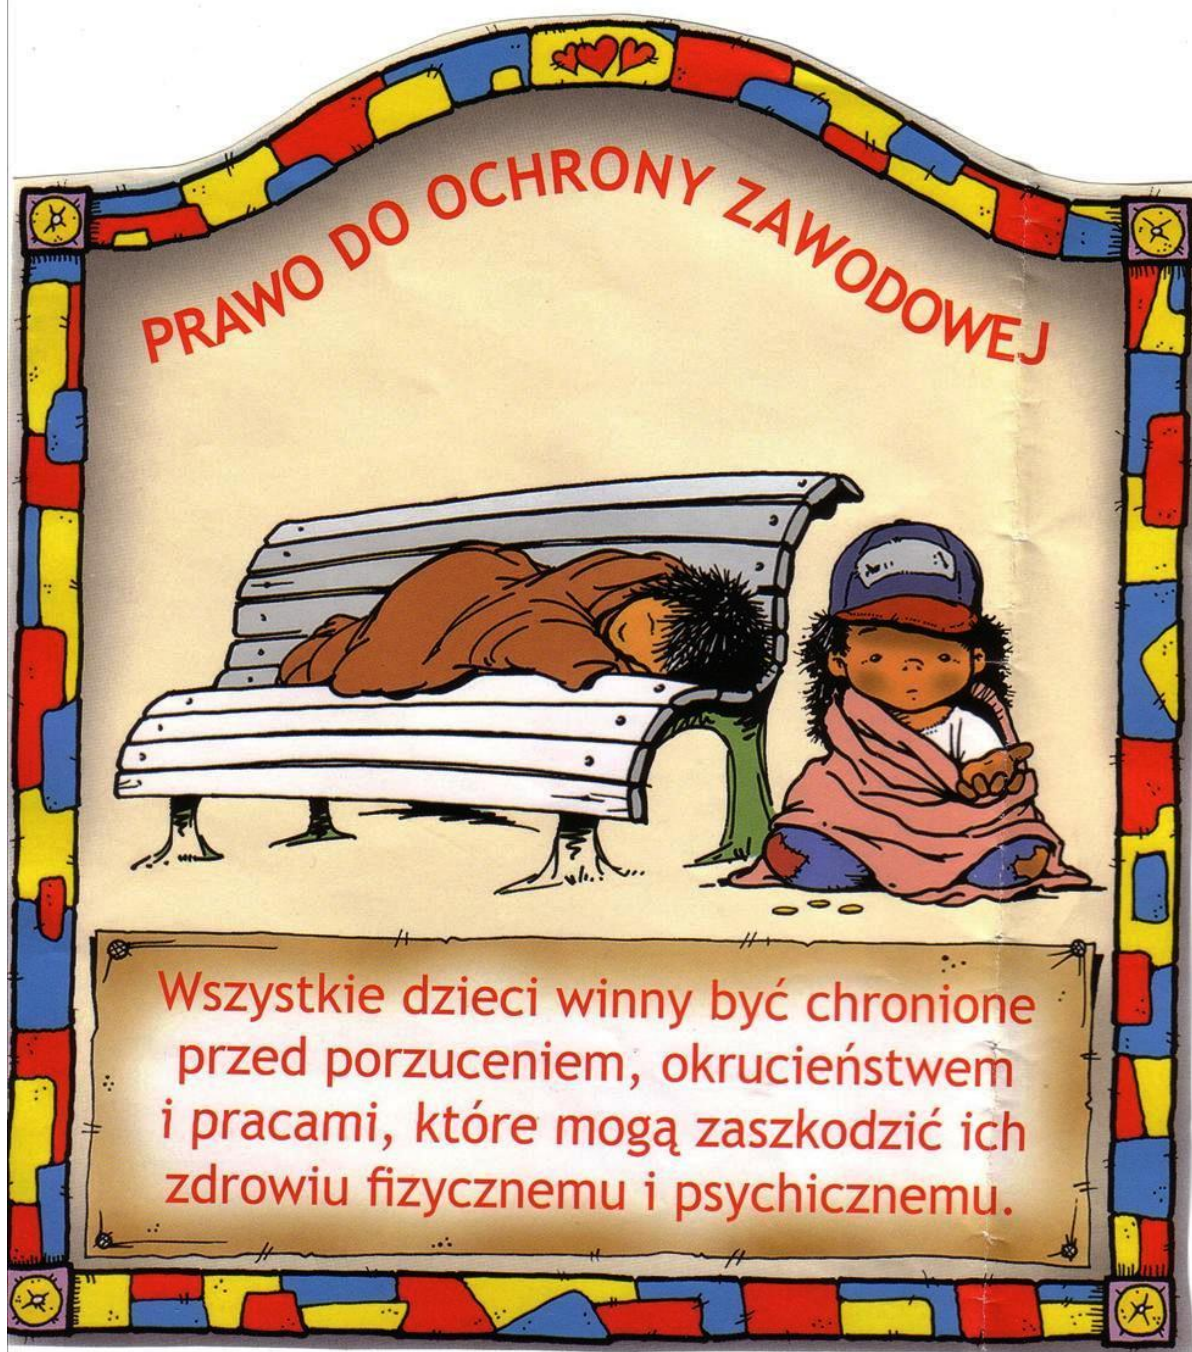 PRAWO DO OCHRONY ZAWODOWEJ
Wszystkie dzieci winny być chronione
przed porzuceniem, okrucieństwem
i pracami, które mogą zaszkodzić ich
zdrowiu fizycznemu i psychicznemu.